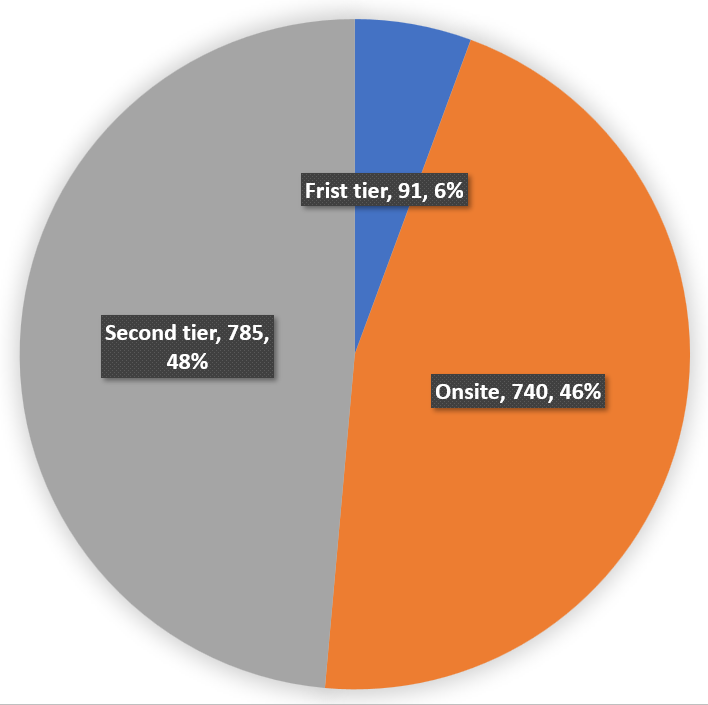 Frist tier, 91, 6%
Second tier, 785,
48%
Onsite, 740, 46%